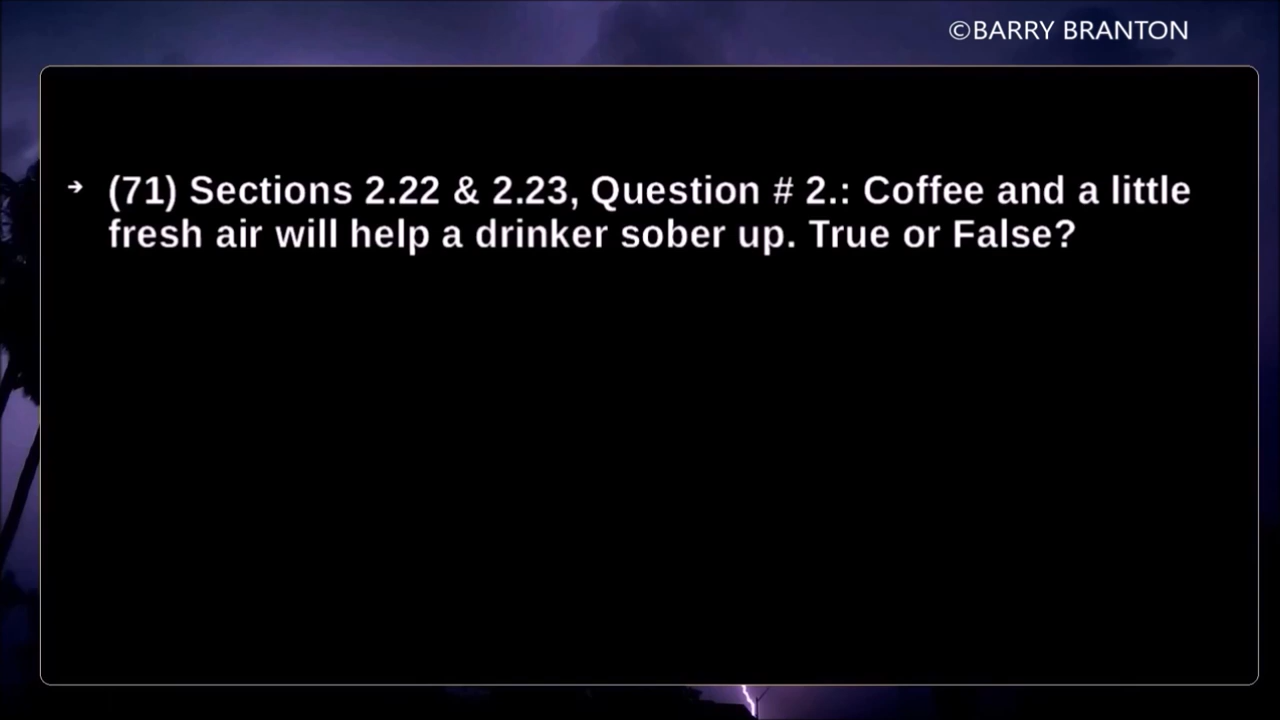 ©BARRY BRANTON
➔ (71) Sections 2.22 & 2.23, Question # 2.: Coffee and a little
fresh air will help a drinker sober up. True or False?